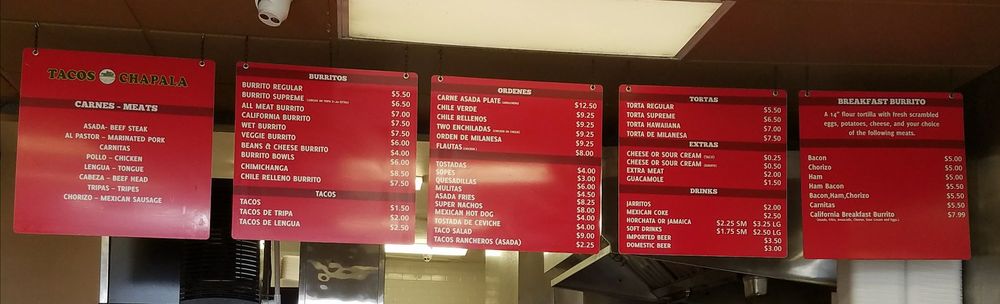 TACOS CHAPALA
CARNES - MEATS
ASADA- BEEF STEAK
AL PASTOR – MARINATED PORK
CARNITAS
POLLO – CHICKEN
LENGUA – TONGUE
CABEZA – BEEF HEAD
TRIPAS – TRIPES
CHORIZO – MEXICAN SAUSAGE
BURRITOS
BURRITO REGULAR $5.50
BURRITO SUPREME $6.50
ALL MEAT BURRITO $7.00
CALIFORNIA BURRITO $7.50
WET BURRITO $7.50
VEGGIE BURRITO $6.00
BEANS & CHEESE BURRITO $4.00
BURRITO BOWLS $6.00
CHIMICHANGA $8.50
CHILE RELLENO BURRITO $7.50
TACOS
TACOS $1.50
TACOS DE TRIPA $2.00
TACOS DE LENGUA $2.50
ORDENES
CARNE ASADA PLATE $12.50
CHILE VERDE $9.25
CHILE RELLENOS $9.25
TWO ENCHILADAS $9.25
ORDEN DE MILANESA $9.25
FLAUTAS $8.00
TOSTADAS $4.00
SOPES $3.00
QUESADILLAS $6.00
MULITAS $4.50
ASADA FRIES $8.25
SUPER NACHOS $8.00
MEXICAN HOT DOG $4.00
TOSTADA DE CEVICHE $4.00
TACO SALAD $9.00
TACOS RANCHEROS (ASADA) $2.25
TORTAS
TORTA REGULAR $5.50
TORTA SUPREME $6.50
TORTA HAWAIIANA $7.00
TORTA DE MILANESA $7.50
EXTRAS
CHEESE OR SOUR CREAM (TACO) $0.25
CHEESE OR SOUR CREAM (BURRITO) $0.50
EXTRA MEAT $2.00
GUACAMOLE $1.50
DRINKS
JARRITOS $2.00
MEXICAN COKE $2.50
HORCHATA OR JAMAICA $2.25 SM $3.25 LG
SOFT DRINKS $1.75 SM $2.50 LG
IMPORTED BEER $3.50
DOMESTIC BEER $3.00
BREAKFAST BURRITO
A 14" flour tortilla with fresh scrambled
eggs, potatoes, cheese, and your choice
of the following meats.
Bacon $5.00
Chorizo $5.00
Ham $5.00
Ham Bacon $5.50
Bacon,Ham,Chorizo $5.50
Carnitas $5.50
California Breakfast Burrito $7.99